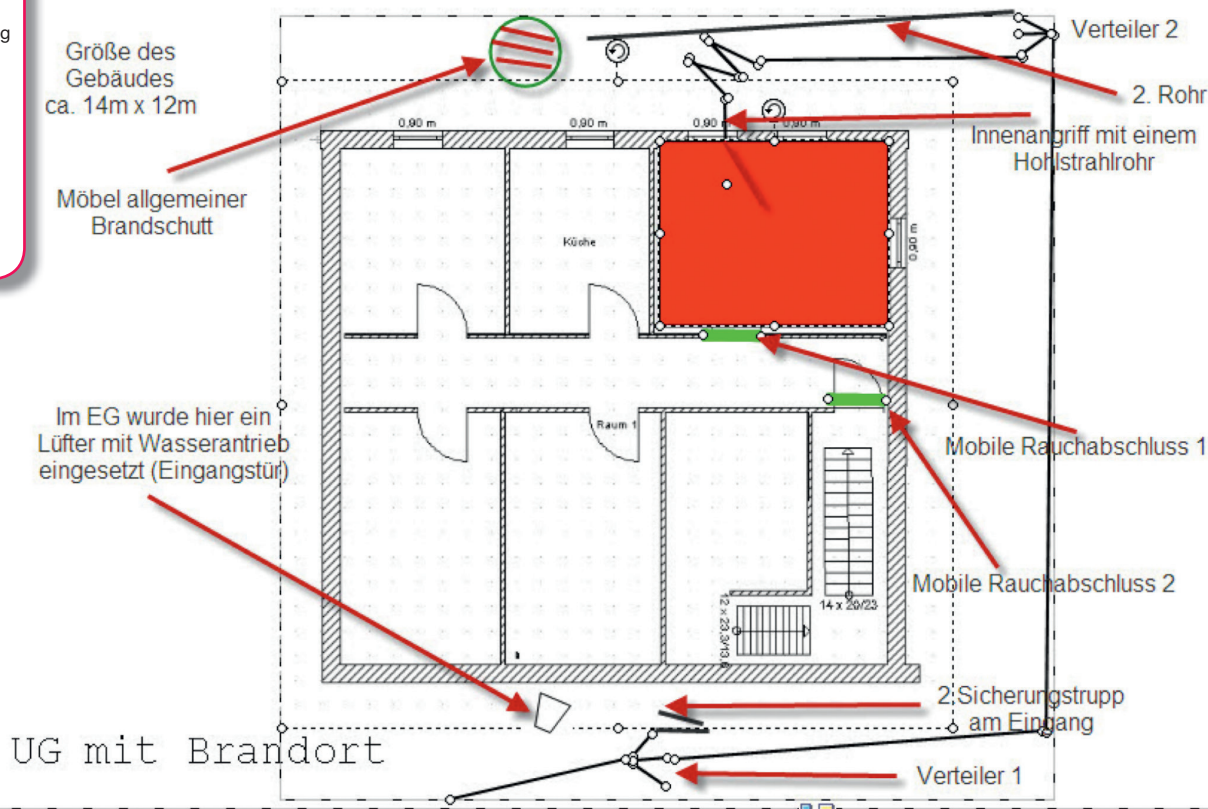 g
Größe des
Gebäudes
ca. 14m x 12m
Verteiler 2
2. Rohr
Innenangriff mit einem
Hohlstrahlrohr
Möbel allgemeiner
Brandschutt
0,90 m
0,90 m
0,90 m
0,90 m
0,90 m
Küche
Raum 1
Im EG wurde hier ein
Lüfter mit Wasserantrieb
eingesetzt (Eingangstür)
Mobile Rauchabschluss 1
Mobile Rauchabschluss 2
14 x 20/23
12 x 23,3/13,6
2.Sicherungstrupp
am Eingang
UG mit Brandort
Verteiler 1